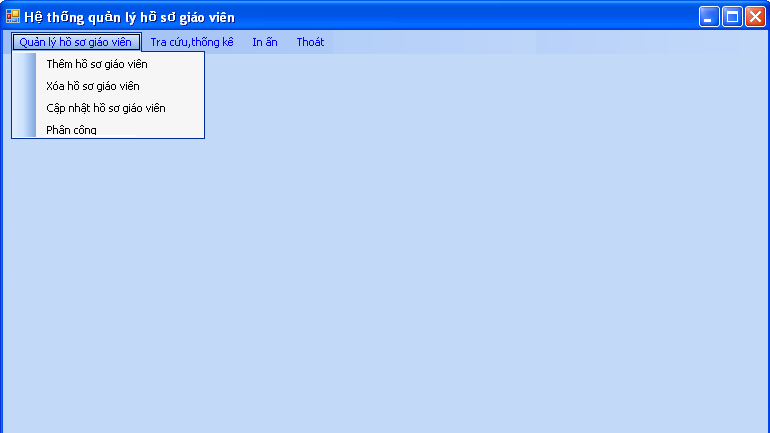 Hệ thống quản lý hồ sơ giáo viên
Quản lý hồ sơ giáo viên Tra cứu,thống kê In ấn Thoát
Thêm hồ sơ giáo viên
Xóa hồ sơ giáo viên
Cập nhật hồ sơ giáo viên
Phân công